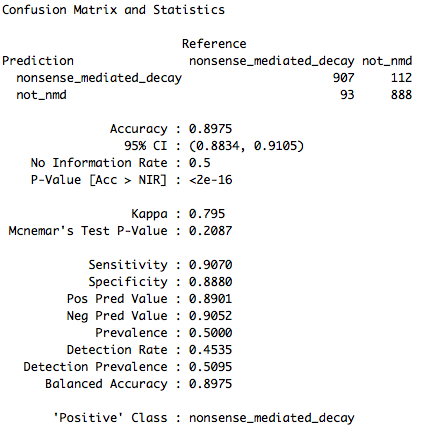 Confusion Matrix and Statistics
Reference
Prediction nonsense_mediated_decay not_nmd
nonsense_mediated_decay 907 112
not_nmd 93 888
Accuracy : 0.8975
95% CI : (0.8834, 0.9105)
No Information Rate : 0.5
P-Value [Acc > NIR] : <2e-16
Kappa : 0.795
Mcnemar's Test P-Value : 0.2087
Sensitivity : 0.9070
Specificity : 0.8880
Pos Pred Value : 0.8901
Neg Pred Value : 0.9052
Prevalence : 0.5000
Detection Rate : 0.4535
Detection Prevalence : 0.5095
Balanced Accuracy : 0.8975
'Positive' Class : nonsense_mediated_decay